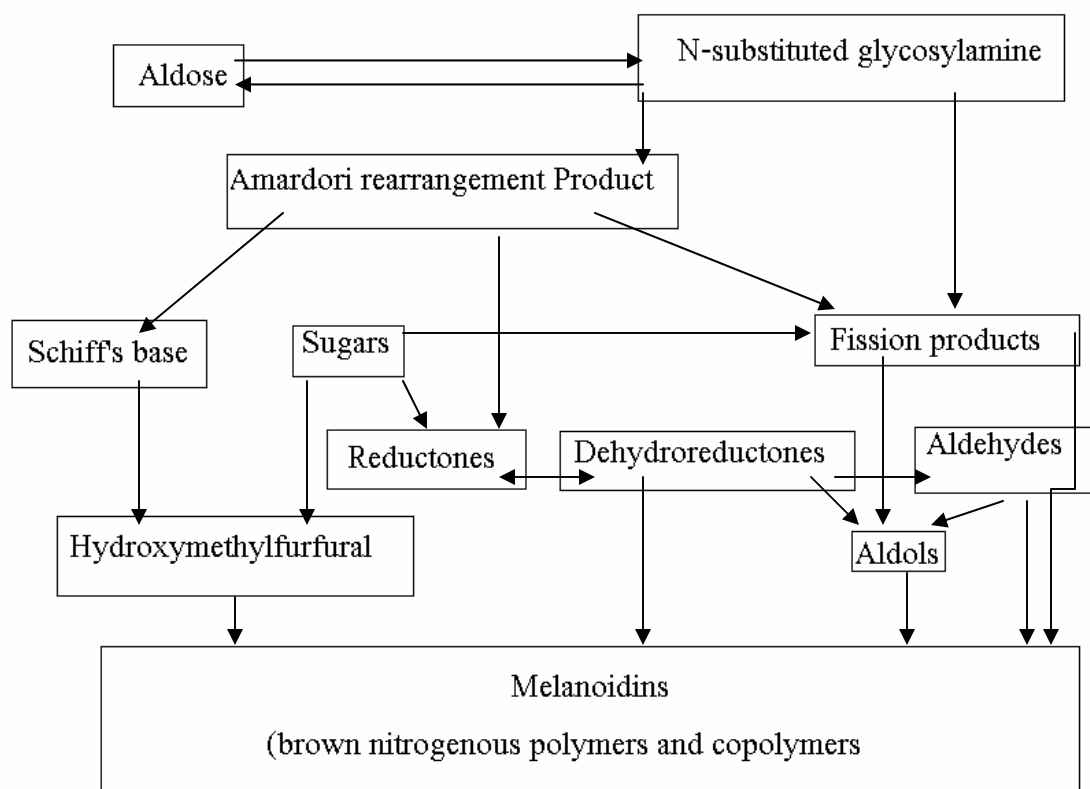 Aldose
N-substituted glycosylamine
Amardori rearrangement Product
Schiff's base
Sugars
Fission products
Reductones
Dehydroreductones
Aldehydes
Hydroxymethylfurfural
Aldols
Melanoidins
(brown nitrogenous polymers and copolymers